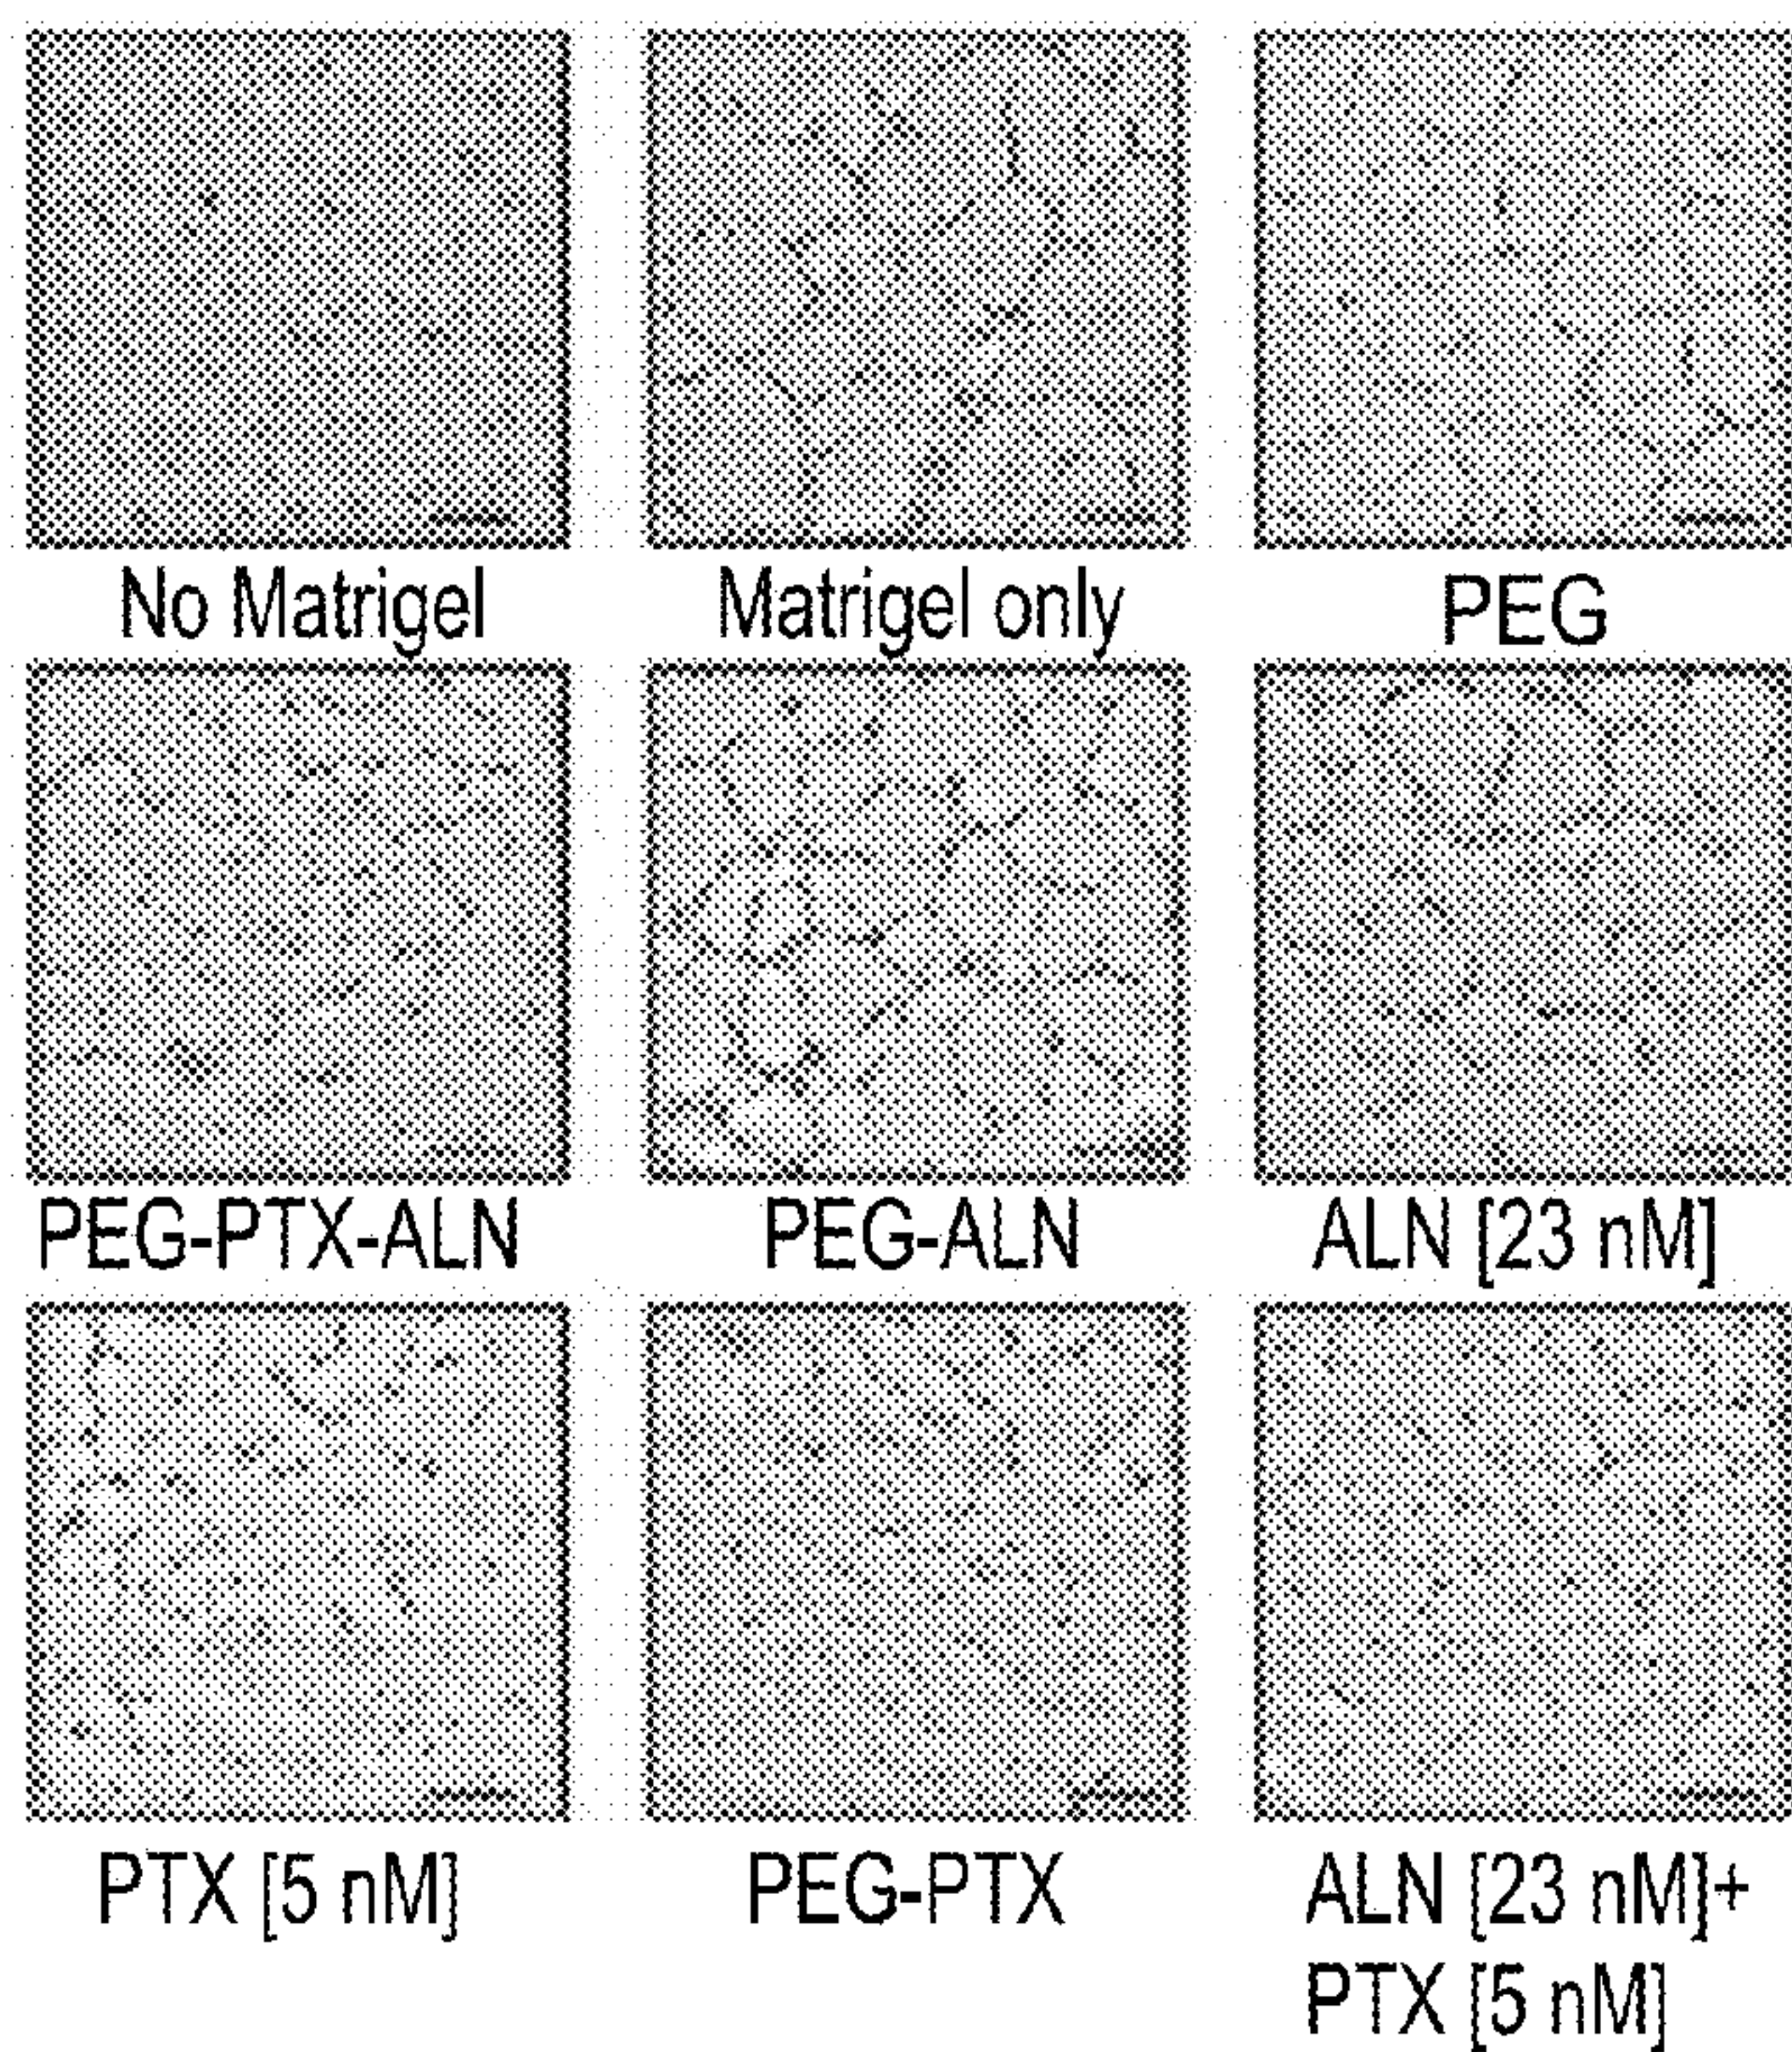 No Matrigel
Matrigel only
PEG
PEG-PTX-ALN
PEG-ALN
ALN [23 nM]
PTX [5 nM]
PEG-PTX
ALN [23 nM]+
PTX [5 nM]